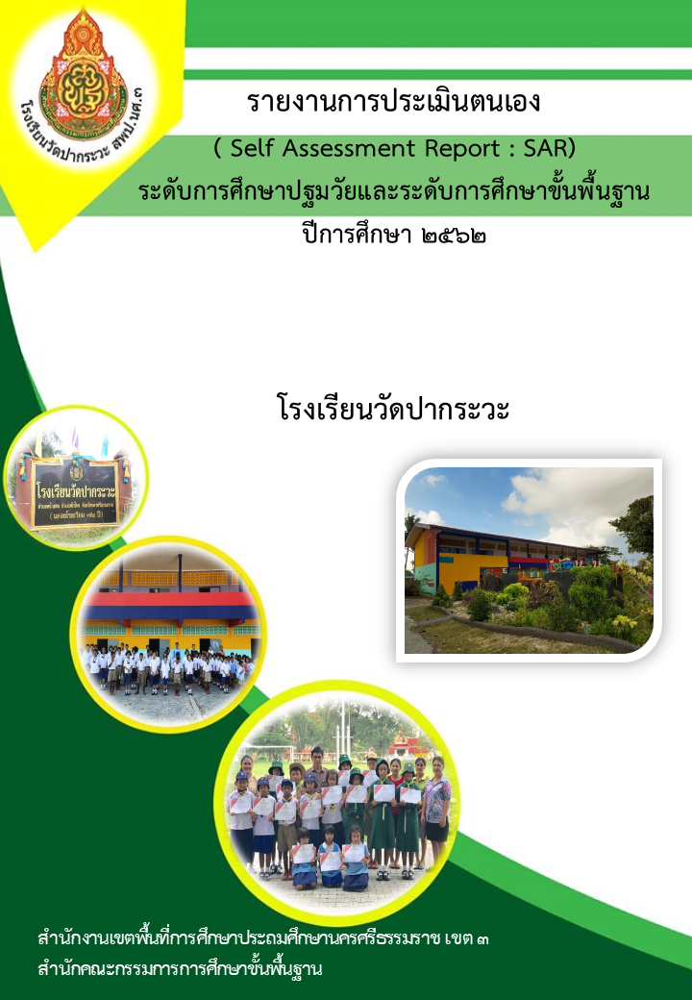 โรงเรียนวัดปากระวะ สพป.นศ.๓
รายงานการประเมินตนเอง
( Self Assessment Report : SAR)
ระดับการศึกษาปฐมวัยและระดับการศึกษาขั้นพื้นฐาน
ปีการศึกษา ๒๕๖๒
โรงเรียนวัดปากระวะ
โรงเรียนวัดปากระวะ
สำนักงานเขตพื้นที่การศึกษาประถมศึกษานครศรีธรรมราช เขต ๓
สำนักคณะกรรมการการศึกษาขั้นพื้นฐาน